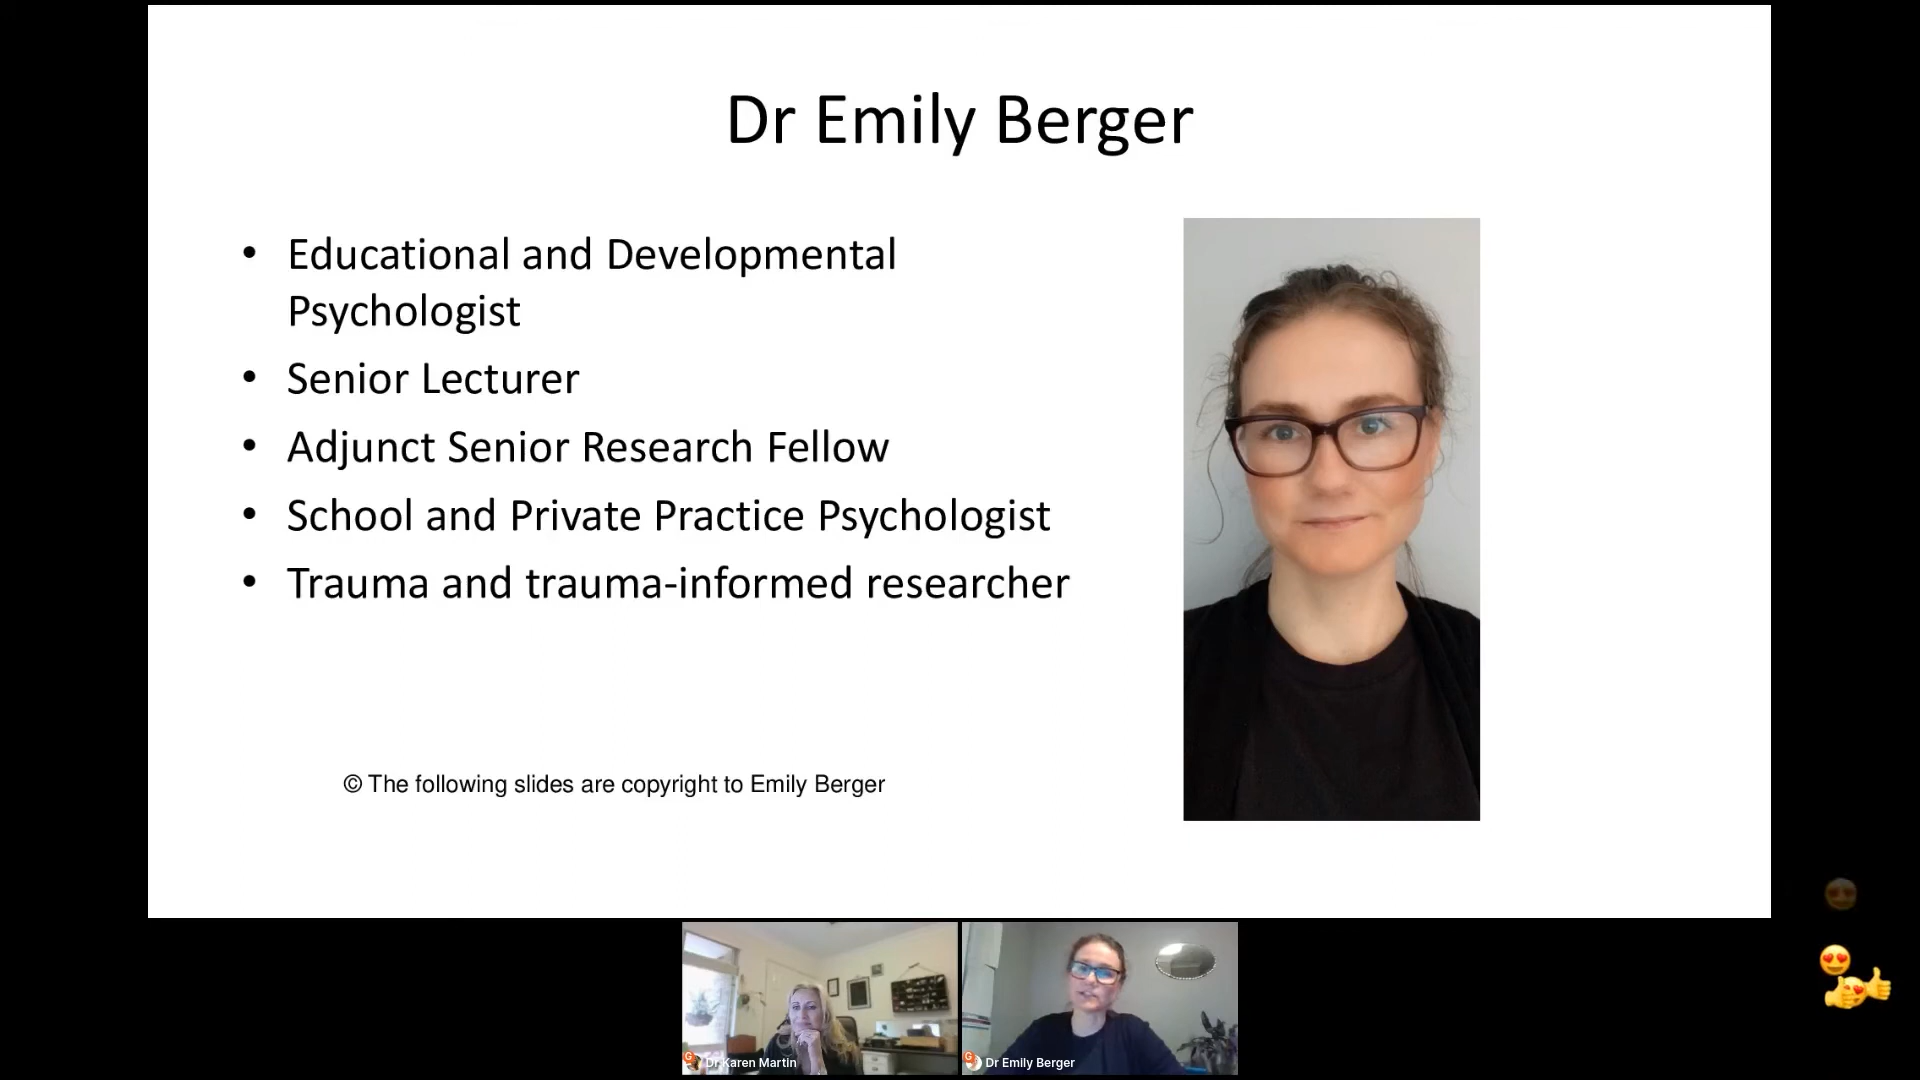 Dr Emily Berger
• Educational and Developmental
Psychologist
• Senior Lecturer
• Adjunct Senior Research Fellow
• School and Private Practice Psychologist
• Trauma and trauma-informed researcher
© The following slides are copyright to Emily Berger
Dr Karen Martin
Dr Emily Berger